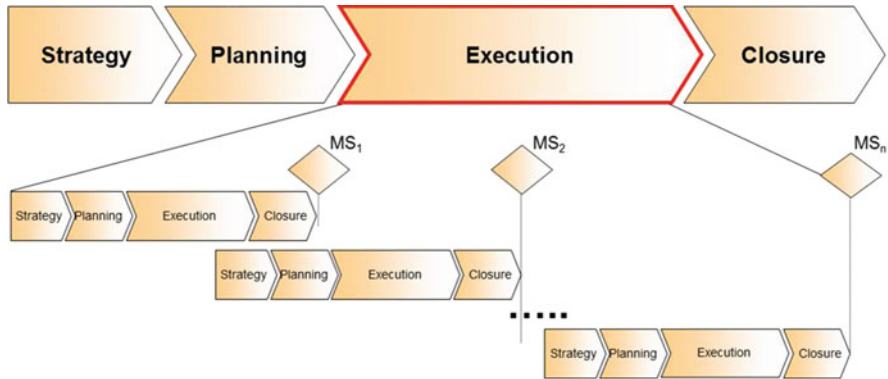 Strategy Planning Execution Closure
MS1 MS2 MSn
Strategy Planning Execution Closure
Strategy Planning Execution Closure
.....
Strategy Planning Execution Closure